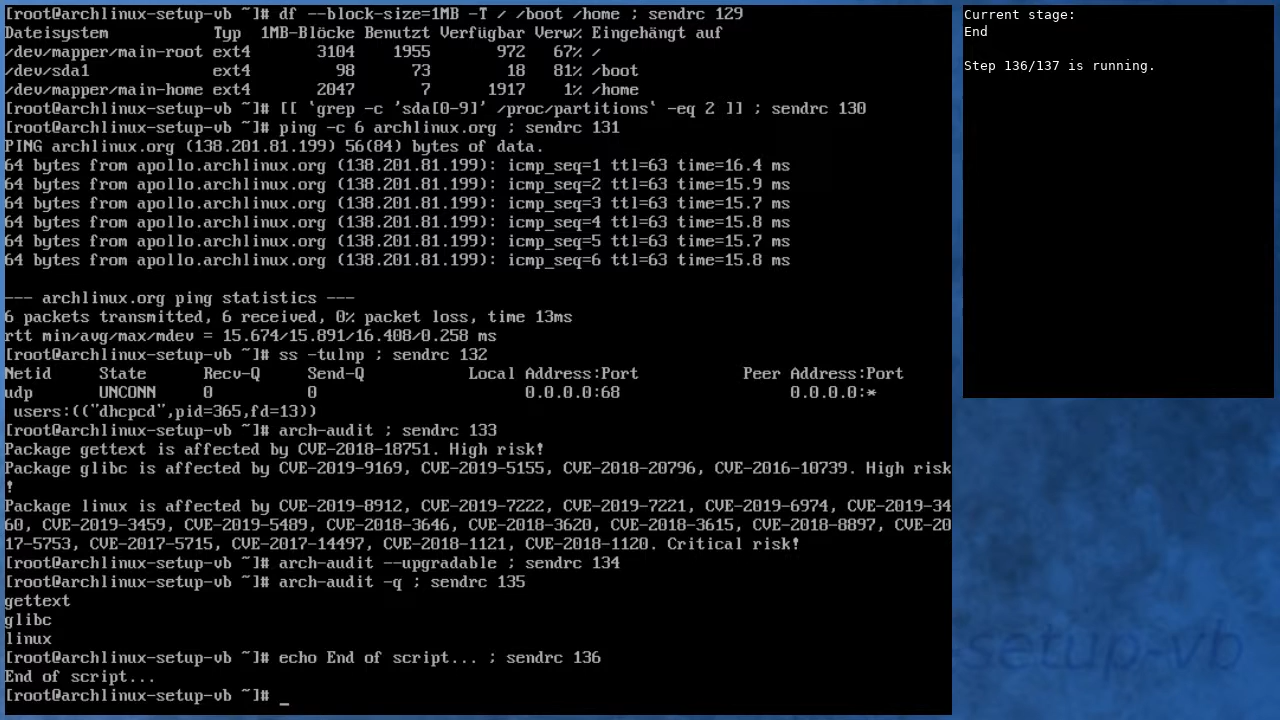 [root@archlinux-setup-vb ~]# df --block-size=1MB -T / /boot /home ; sendrc 129
Dateisystem           Typ  1MB-Blöcke Benutzt Verfügbar Verw% Eingehängt auf
/dev/mapper/main-root ext4       3104    1955       972   67% /
/dev/sda1             ext4         98      73        18   81% /boot
/dev/mapper/main-home ext4       2047       7      1917    1% /home
[root@archlinux-setup-vb ~]# [[ `grep -c 'sda[0-9]' /proc/partitions` -eq 2 ]] ; sendrc 130
[root@archlinux-setup-vb ~]# ping -c 6 archlinux.org ; sendrc 131
PING archlinux.org (138.201.81.199) 56(84) bytes of data.
64 bytes from apollo.archlinux.org (138.201.81.199): icmp_seq=1 ttl=63 time=16.4 ms
64 bytes from apollo.archlinux.org (138.201.81.199): icmp_seq=2 ttl=63 time=15.9 ms
64 bytes from apollo.archlinux.org (138.201.81.199): icmp_seq=3 ttl=63 time=15.7 ms
64 bytes from apollo.archlinux.org (138.201.81.199): icmp_seq=4 ttl=63 time=15.8 ms
64 bytes from apollo.archlinux.org (138.201.81.199): icmp_seq=5 ttl=63 time=15.7 ms
64 bytes from apollo.archlinux.org (138.201.81.199): icmp_seq=6 ttl=63 time=15.8 ms

--- archlinux.org ping statistics ---
6 packets transmitted, 6 received, 0% packet loss, time 13ms
rtt min/avg/max/mdev = 15.674/15.891/16.408/0.258 ms
[root@archlinux-setup-vb ~]# ss -tulnp ; sendrc 132
Netid     State      Recv-Q     Send-Q           Local Address:Port           Peer Address:Port
udp       UNCONN     0          0                      0.0.0.0:68                  0.0.0.0:*
 users:(("dhcpcd",pid=365,fd=13))
[root@archlinux-setup-vb ~]# arch-audit ; sendrc 133
Package gettext is affected by CVE-2018-18751. High risk!
Package glibc is affected by CVE-2019-9169, CVE-2019-5155, CVE-2018-20796, CVE-2016-10739. High risk
!
Package linux is affected by CVE-2019-8912, CVE-2019-7222, CVE-2019-7221, CVE-2019-6974, CVE-2019-34
60, CVE-2019-3459, CVE-2019-5489, CVE-2018-3646, CVE-2018-3620, CVE-2018-3615, CVE-2018-8897, CVE-20
17-5753, CVE-2017-5715, CVE-2017-14497, CVE-2018-1121, CVE-2018-1120. Critical risk!
[root@archlinux-setup-vb ~]# arch-audit --upgradable ; sendrc 134
[root@archlinux-setup-vb ~]# arch-audit -q ; sendrc 135
gettext
glibc
linux
[root@archlinux-setup-vb ~]# echo End of script... ; sendrc 136
End of script...
[root@archlinux-setup-vb ~]# _
Current stage:
End

Step 136/137 is running.
-setup-vb